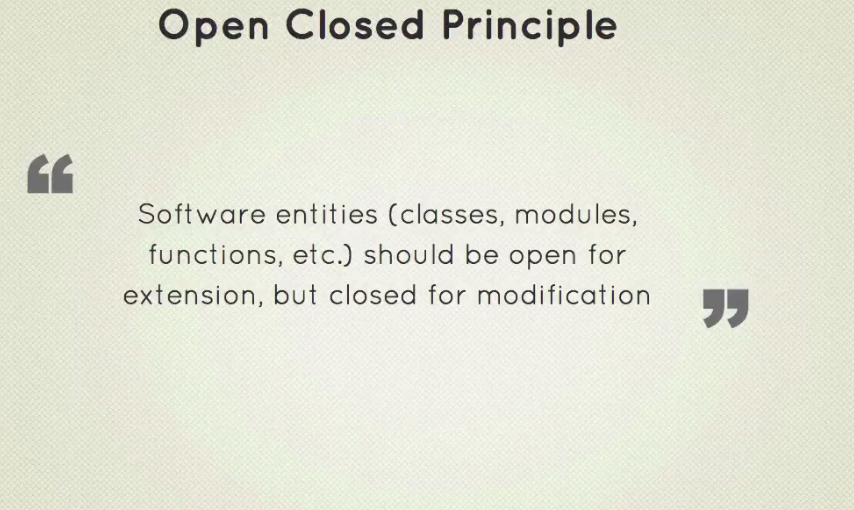 Open Closed Principle
“
Software entities (classes, modules,
functions, etc.) should be open for
extension, but closed for modification
”